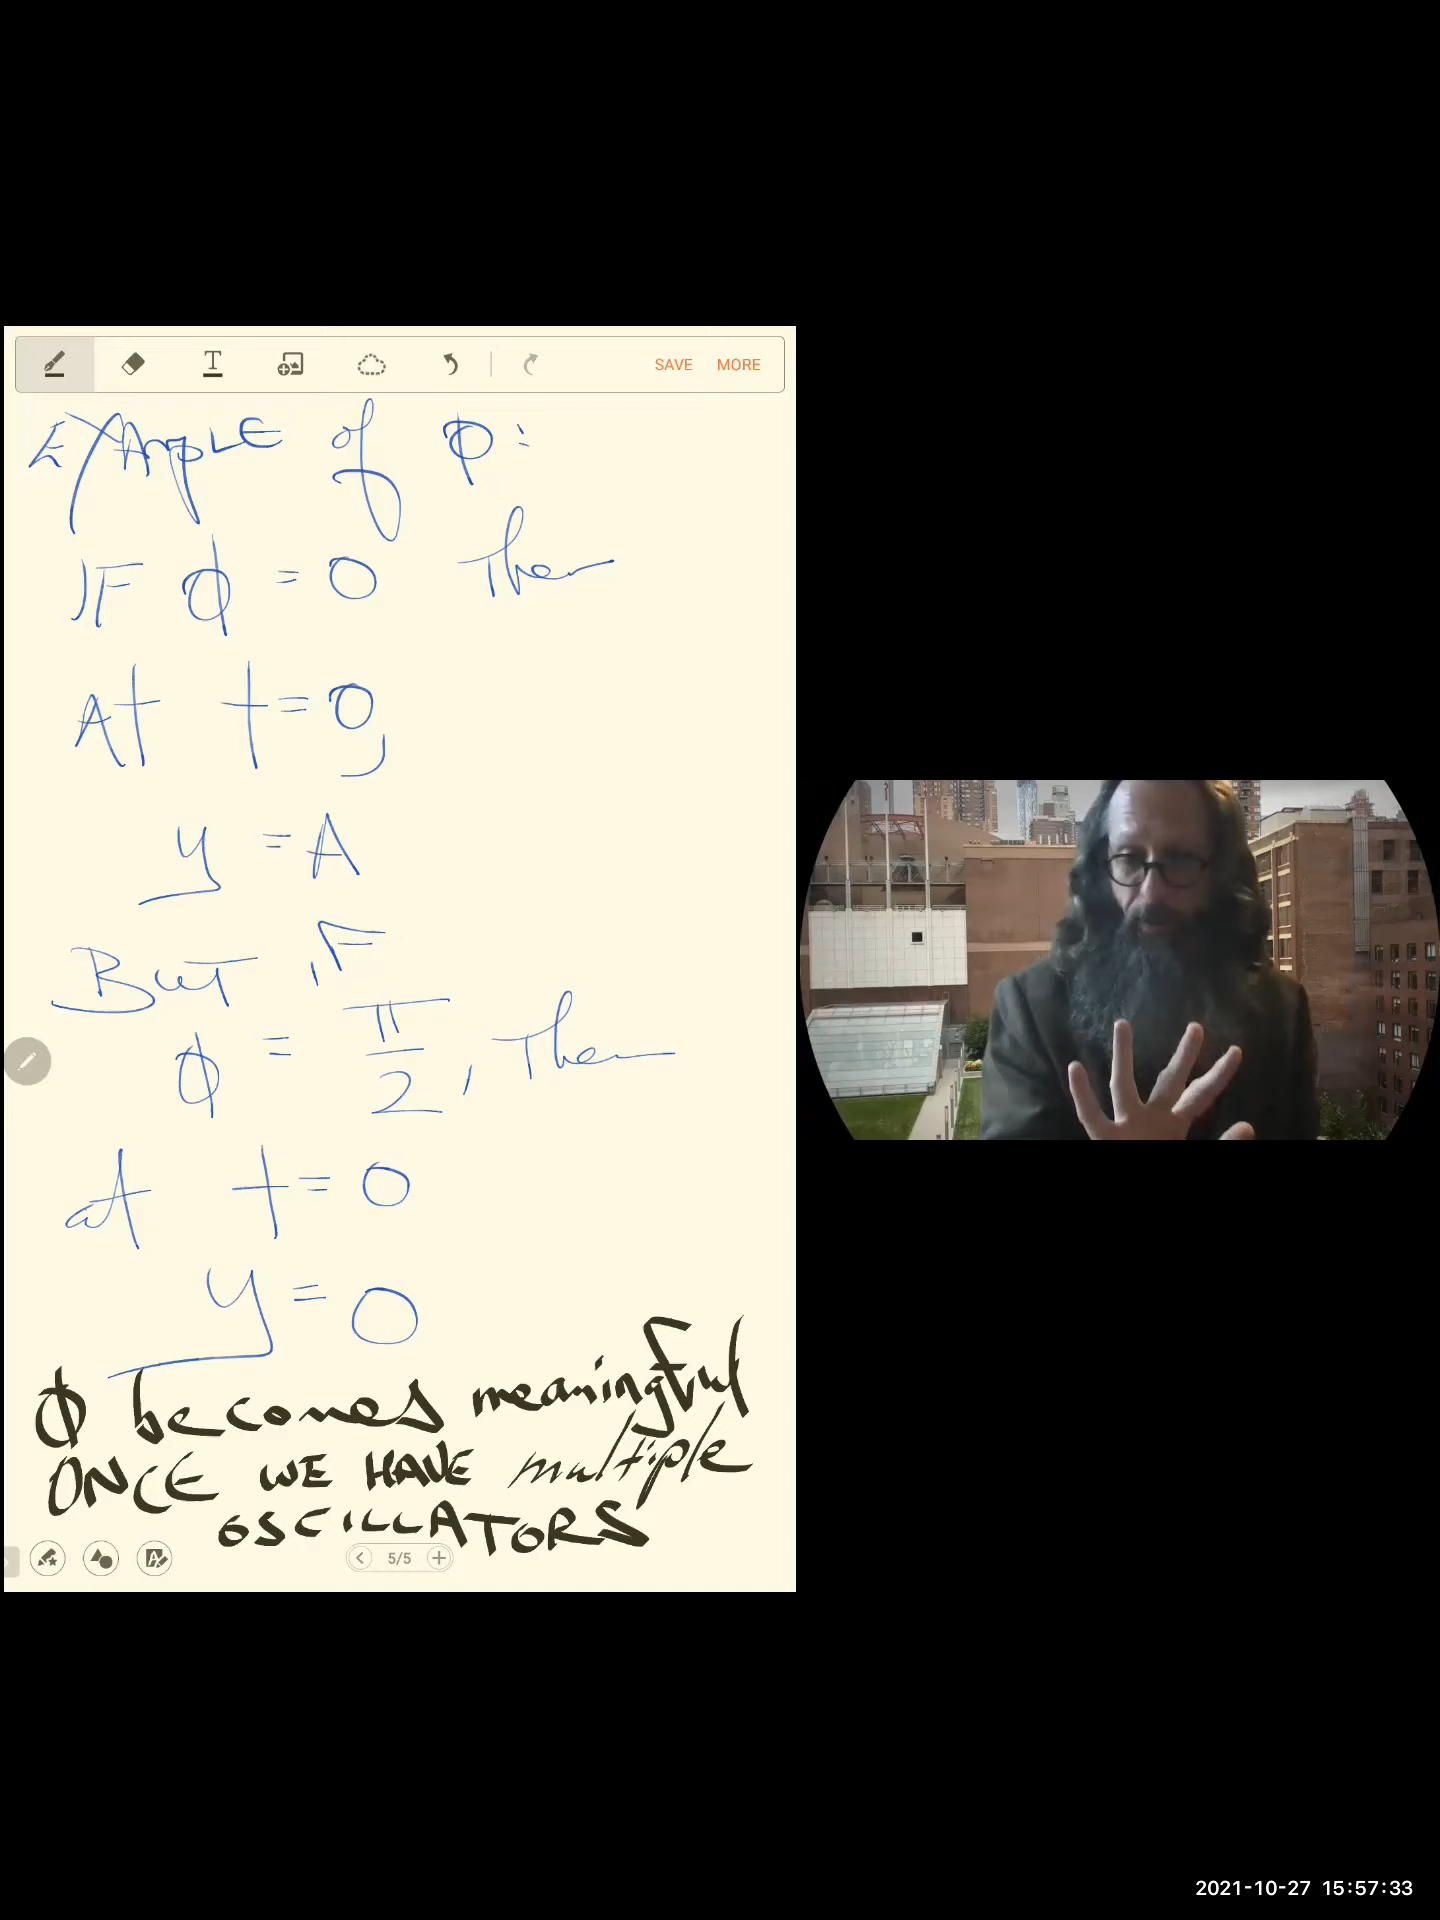 SAVE MORE
EXAMPLE of φ:
IF φ = 0 Then
At t = 0,
y = A
But IF
φ = π/2, Then
at t = 0
y = 0
φ becomes meaningful
ONCE WE HAVE multiple
OSCILLATORS
5/5
2021-10-27 15:57:33